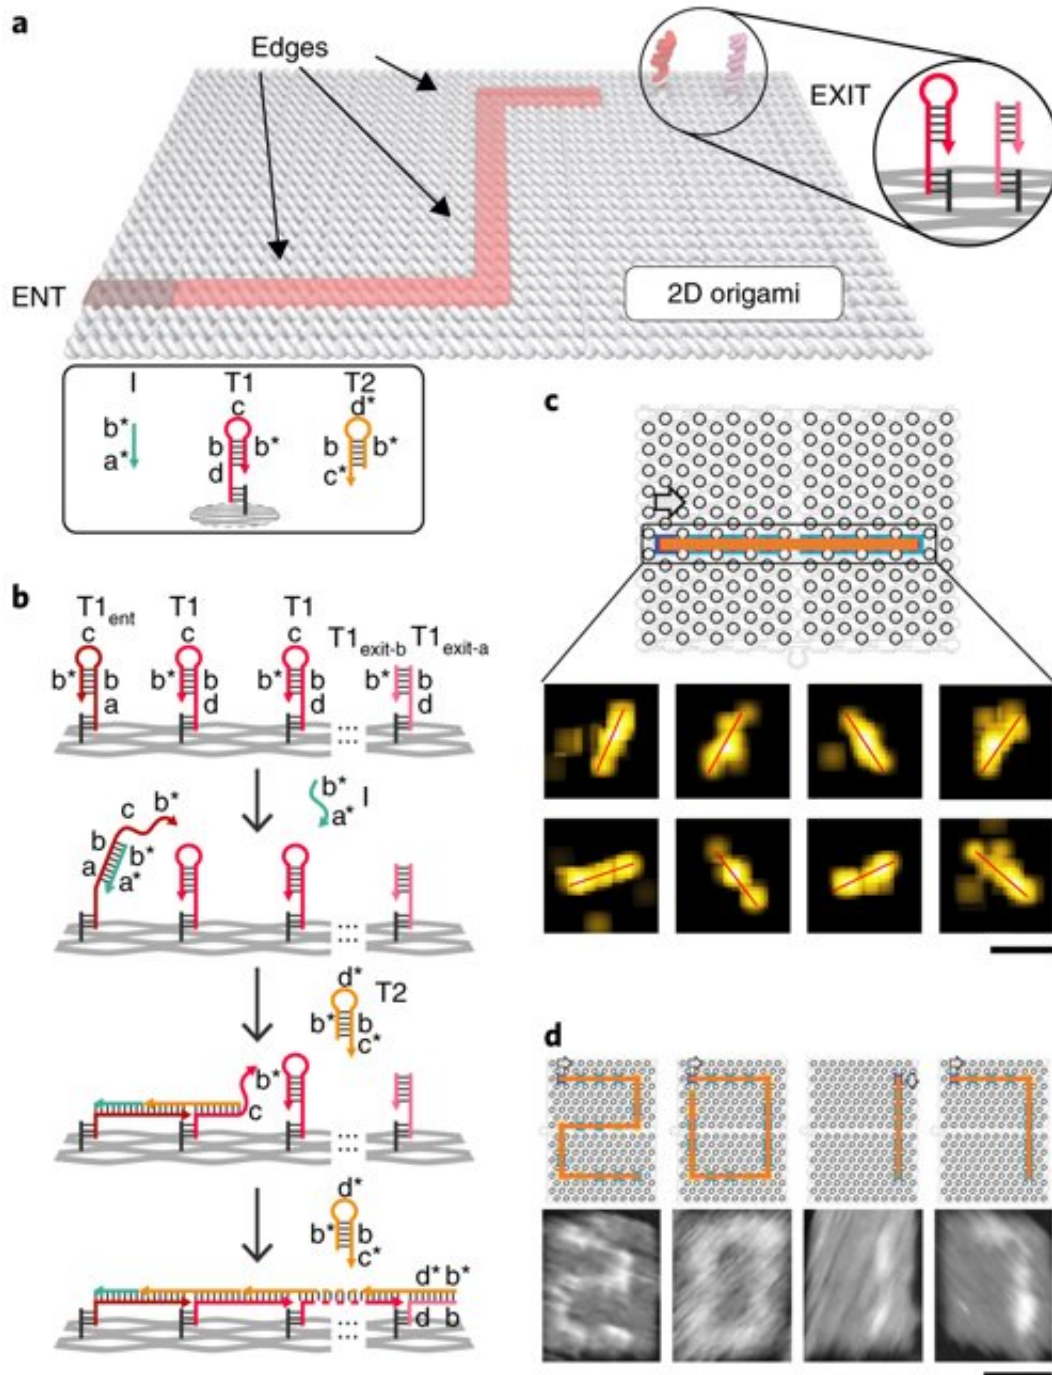 a
Edges
EXIT
ENT
2D origami
I T1 T2
c d*
b* b b* b b*
a* d c*
c
b
T1ent T1 T1 T1exit-b T1exit-a
c c c
b* b b* b b* b b* b
a d d d
... 
...
b* I
a*
c b*
b b*
a a*
...
...
d* T2
b* b
c*
b*
c
...
...
d*
b* b
c*
d* b*
d b
...
...
d